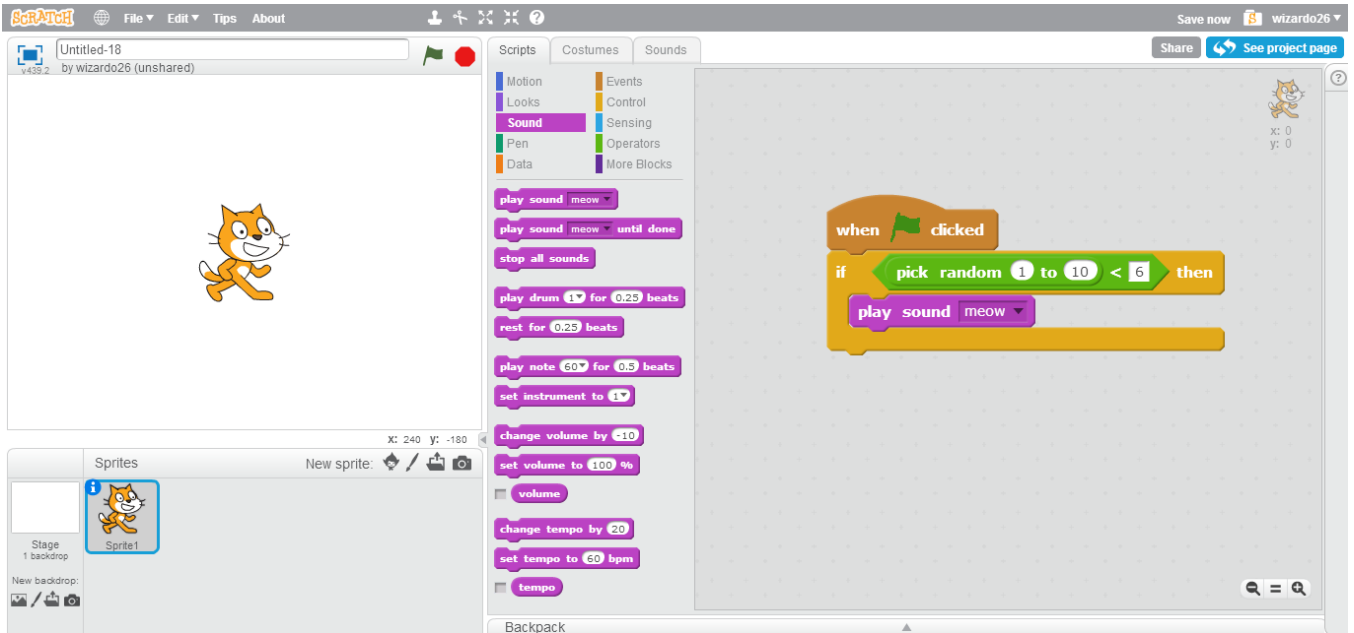 SCRATCH File Edit Tips About Save now S wizardo26
v439.2 Untitled-18
by wizardo26 (unshared)
Scripts Costumes Sounds
Share See project page
Motion Events
Looks Control
Sound Sensing
Pen Operators
Data More Blocks
play sound meow
play sound meow until done
stop all sounds
play drum 1 for 0.25 beats
rest for 0.25 beats
play note 60 for 0.5 beats
set instrument to 1
change volume by -10
set volume to 100 %
volume
change tempo by 20
set tempo to 60 bpm
tempo
x: 0
y: 0
when clicked
if pick random 1 to 10 < 6 then
play sound meow
X: 240 Y: -180
Sprites New sprite:
Stage
1 backdrop
Sprite1
New backdrop:
Backpack